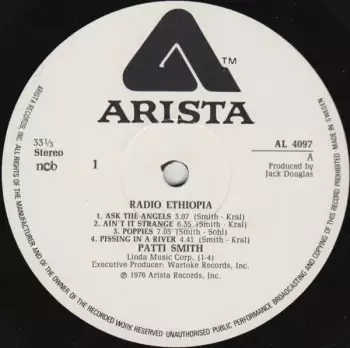 TM
ARISTA
33⅓
Stereo
ncb
1
AL 4097
A
Produced by
Jack Douglas
RADIO ETHIOPIA
1. ASK THE ANGELS 3.07 (Smith - Kral)
2. AIN'T IT STRANGE 6.35 (Smith - Kral)
3. POPPIES 7.05 (Smith - Sohl)
4. PISSING IN A RIVER 4.41 (Smith - Kral)
PATTI SMITH
Linda Music Corp. (1-4)
Executive Producer: Wartoke Records, Inc.
℗ 1976 Arista Records, Inc.
ARISTA RECORDS, INC. ALL RIGHTS OF THE MANUFACTURER AND OWNER OF THE RECORDED WORK RESERVED · UNAUTHORISED PUBLIC PERFORMANCE BROADCASTING AND COPYING OF THIS RECORD PROHIBITED · MADE IN SWEDEN